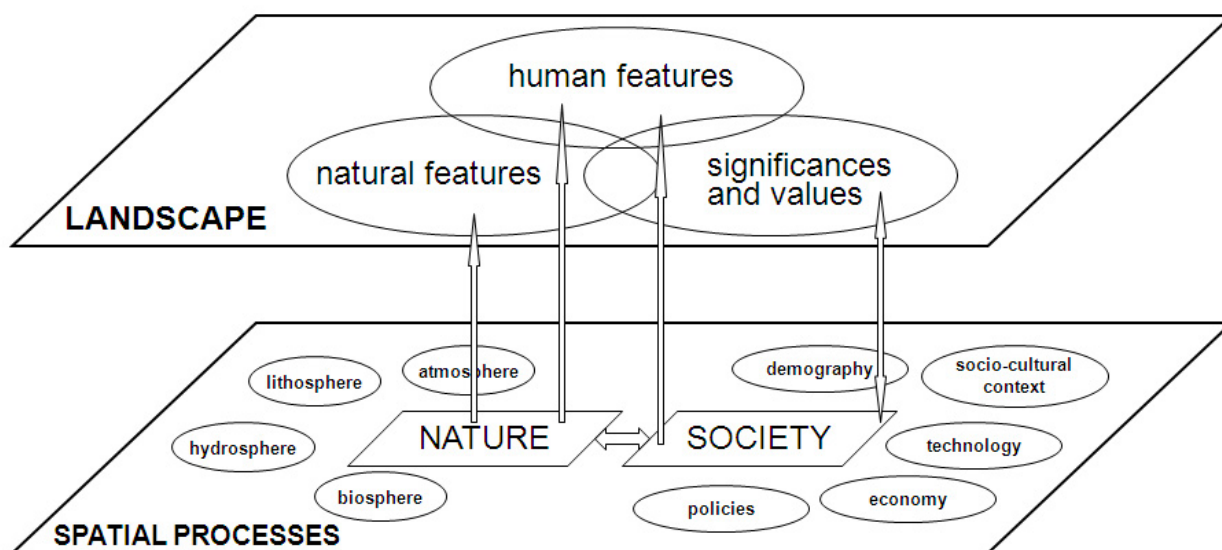 human features
natural features
significances
and values
LANDSCAPE
atmosphere
demography
socio-cultural
context
lithosphere
NATURE
SOCIETY
hydrosphere
technology
biosphere
policies
economy
SPATIAL PROCESSES